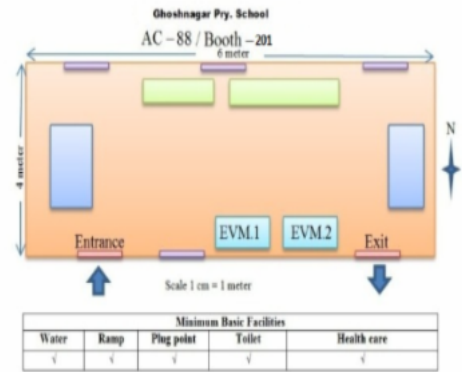 Ghoshnagar Pry. School
AC – 88 / Booth – 201
6 meter
4 meter
N
EVM.1 EVM.2
Entrance Exit
Scale 1 cm = 1 meter
Minimum Basic Facilities
Water Ramp Plug point Toilet Health care
√ √ √ √ √